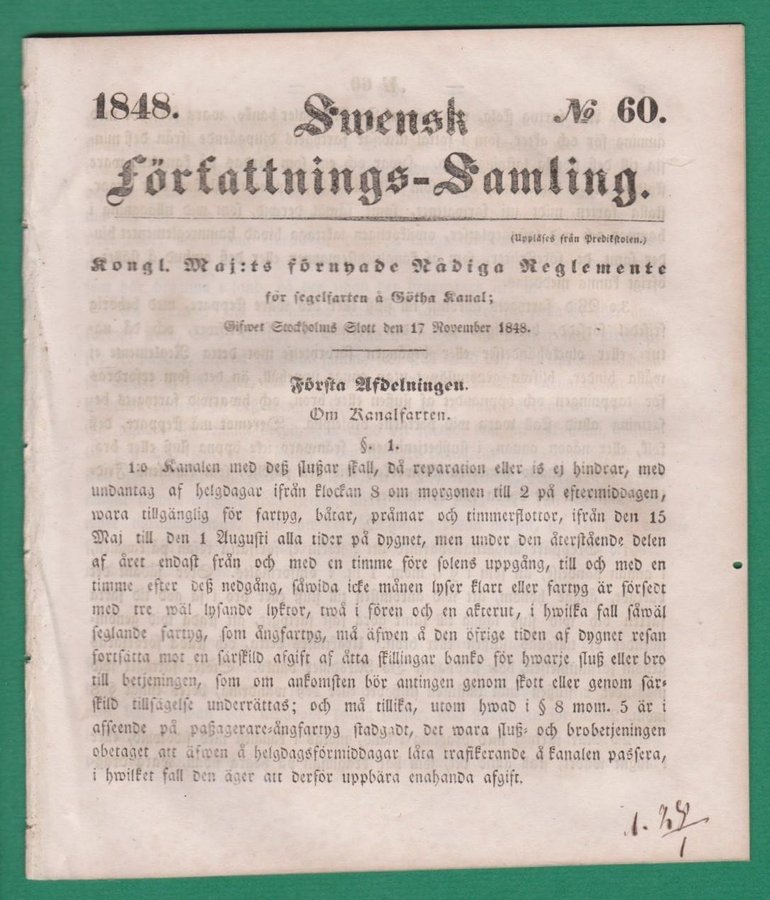 1848. Swensk № 60.
Författnings-Samling.
(Uppläses från Predikstolen.)
Kongl. Maj:ts förnyade Nådiga Reglemente
för segelfarten å Götha Kanal;
Gifwet Stockholms Slott den 17 November 1848.
Första Afdelningen.
Om Kanalfarten.
§. 1.
1:o Kanalen med deß slußar skall, då reparation eller is ej hindrar, med
undantag af helgdagar ifrån klockan 8 om morgonen till 2 på eftermiddagen,
wara tillgänglig för fartyg, båtar, pråmar och timmerflottor, ifrån den 15
Maj till den 1 Augusti alla tider på dygnet, men under den återstående delen
af året endast från och med en timme före solens uppgång, till och med en
timme efter deß nedgång, såwida icke månen lyser klart eller fartyg är försedt
med tre wäl lysande lyktor, twå i fören och en akterut, i hwilka fall såwäl
seglande fartyg, som ångfartyg, må äfwen å den öfrige tiden af dygnet resan
fortsätta mot en särskild afgift af åtta skillingar banko för hwarje sluß eller bro
till betjeningen, som om ankomsten bör antingen genom skott eller genom sär-
skild tillsägelse underrättas; och må tillika, utom hwad i § 8 mom. 5 är i
afseende på paßagerare-ångfartyg stadgadt, det wara sluß- och brobetjeningen
obetaget att äfwen å helgdagsförmiddagar låta trafikerande å kanalen passera,
i hwilket fall den äger att derför uppbära enahanda afgift.